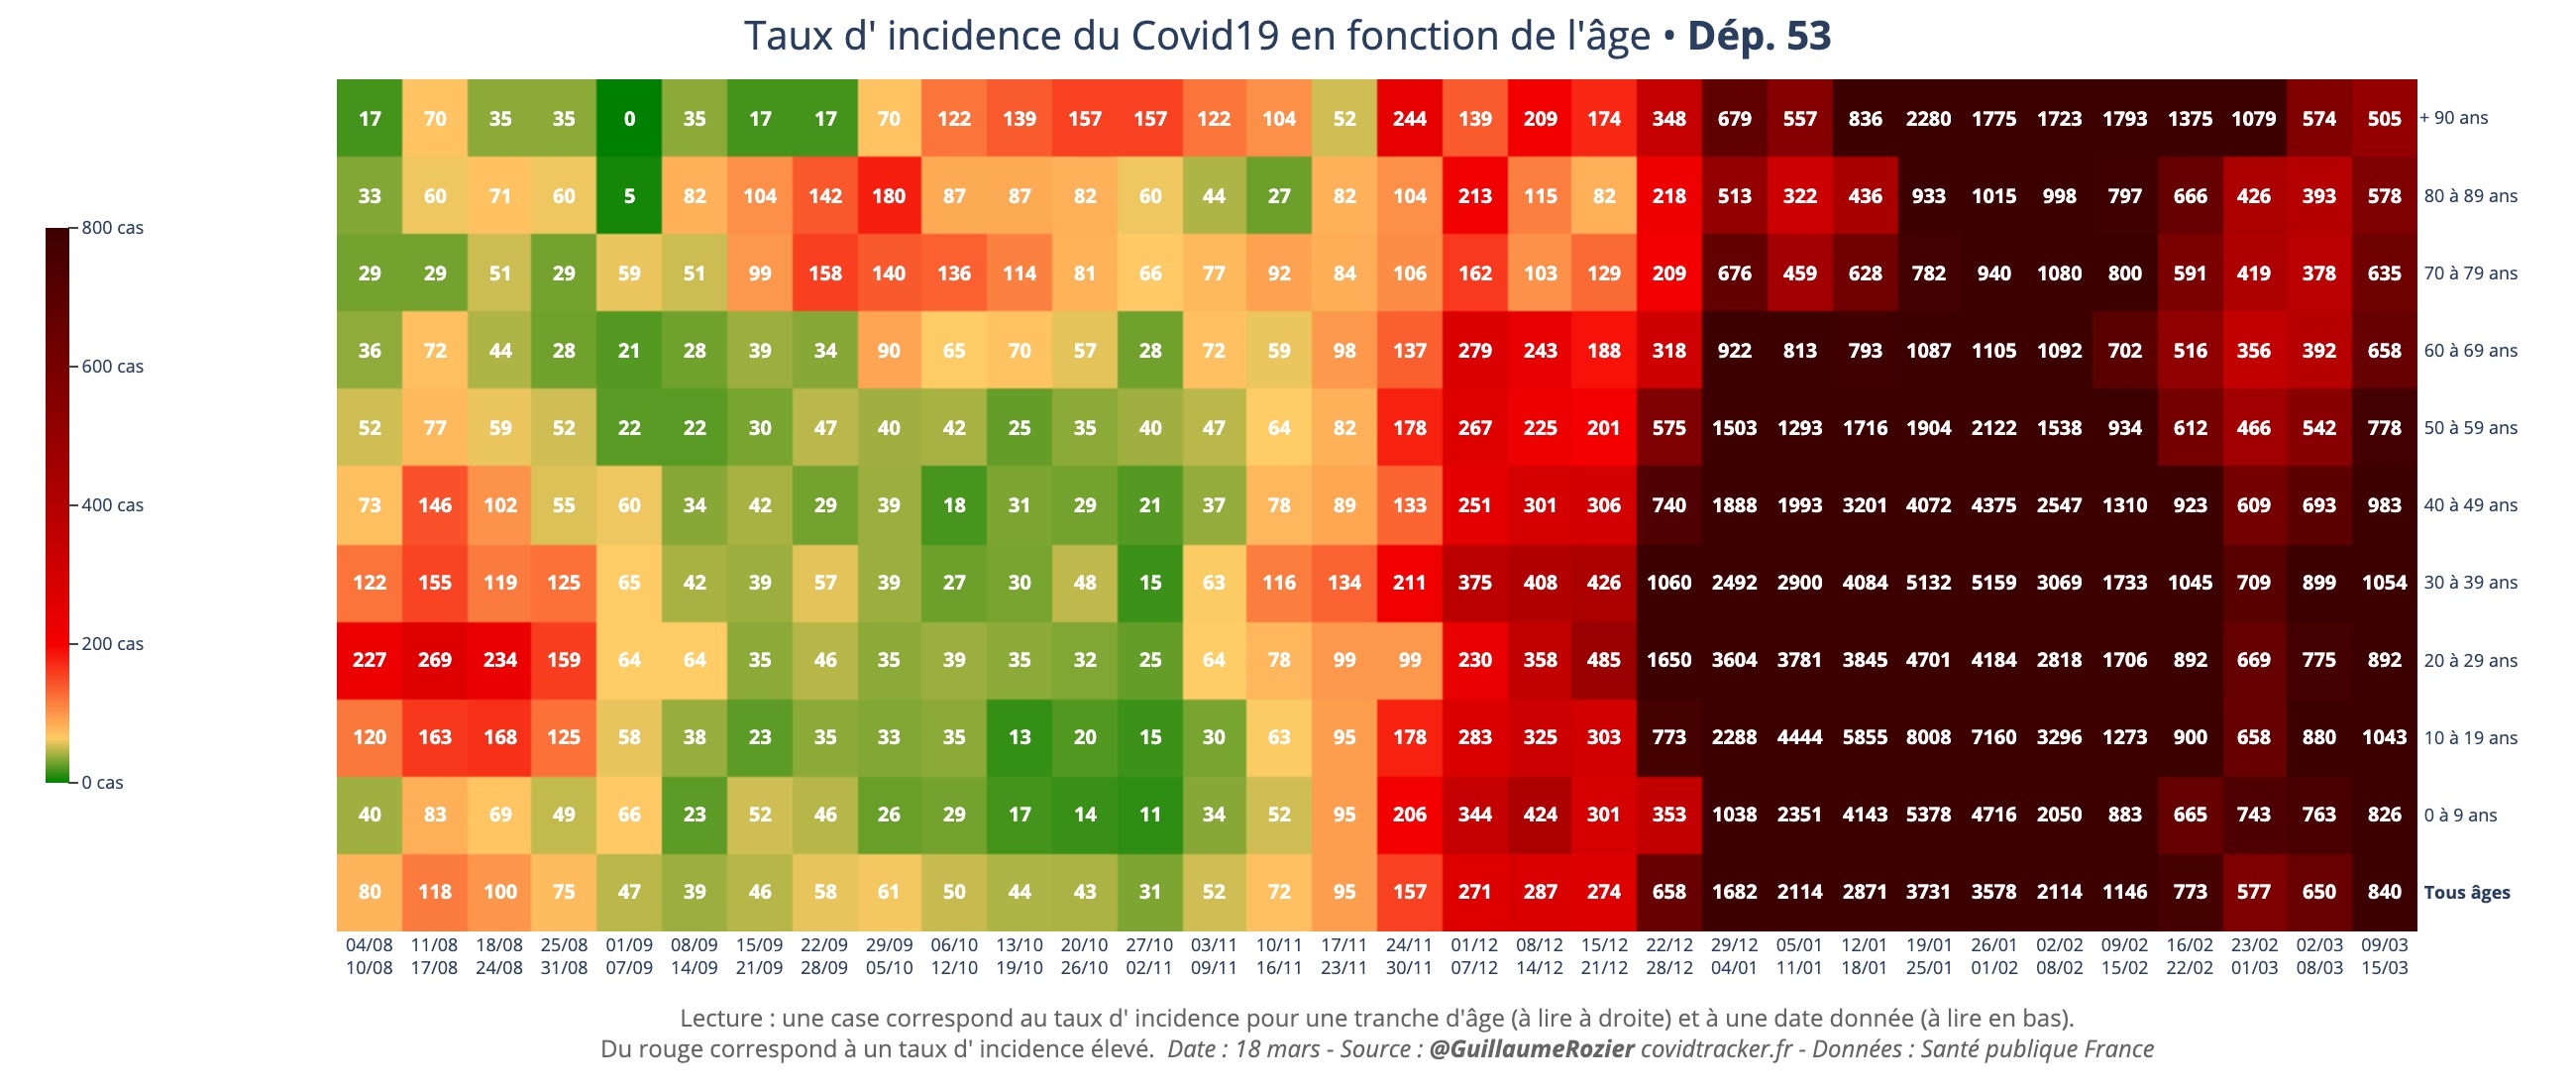 Taux d' incidence du Covid19 en fonction de l'âge • Dép. 53
17 70 35 35 0 35 17 17 70 122 139 157 157 122 104 52 244 139 209 174 348 679 557 836 2280 1775 1723 1793 1375 1079 574 505 + 90 ans
33 60 71 60 5 82 104 142 180 87 87 82 60 44 27 82 104 213 115 82 218 513 322 436 933 1015 998 797 666 426 393 578 80 à 89 ans
29 29 51 29 59 51 99 158 140 136 114 81 66 77 92 84 106 162 103 129 209 676 459 628 782 940 1080 800 591 419 378 635 70 à 79 ans
36 72 44 28 21 28 39 34 90 65 70 57 28 72 59 98 137 279 243 188 318 922 813 793 1087 1105 1092 702 516 356 392 658 60 à 69 ans
52 77 59 52 22 22 30 47 40 42 25 35 40 47 64 82 178 267 225 201 575 1503 1293 1716 1904 2122 1538 934 612 466 542 778 50 à 59 ans
73 146 102 55 60 34 42 29 39 18 31 29 21 37 78 89 133 251 301 306 740 1888 1993 3201 4072 4375 2547 1310 923 609 693 983 40 à 49 ans
122 155 119 125 65 42 39 57 39 27 30 48 15 63 116 134 211 375 408 426 1060 2492 2900 4084 5132 5159 3069 1733 1045 709 899 1054 30 à 39 ans
227 269 234 159 64 64 35 46 35 39 35 32 25 64 78 99 99 230 358 485 1650 3604 3781 3845 4701 4184 2818 1706 892 669 775 892 20 à 29 ans
120 163 168 125 58 38 23 35 33 35 13 20 15 30 63 95 178 283 325 303 773 2288 4444 5855 8008 7160 3296 1273 900 658 880 1043 10 à 19 ans
40 83 69 49 66 23 52 46 26 29 17 14 11 34 52 95 206 344 424 301 353 1038 2351 4143 5378 4716 2050 883 665 743 763 826 0 à 9 ans
80 118 100 75 47 39 46 58 61 50 44 43 31 52 72 95 157 271 287 274 658 1682 2114 2871 3731 3578 2114 1146 773 577 650 840 Tous âges
04/08 11/08 18/08 25/08 01/09 08/09 15/09 22/09 29/09 06/10 13/10 20/10 27/10 03/11 10/11 17/11 24/11 01/12 08/12 15/12 22/12 29/12 05/01 12/01 19/01 26/01 02/02 09/02 16/02 23/02 02/03 09/03
10/08 17/08 24/08 31/08 07/09 14/09 21/09 28/09 05/10 12/10 19/10 26/10 02/11 09/11 16/11 23/11 30/11 07/12 14/12 21/12 28/12 04/01 11/01 18/01 25/01 01/02 08/02 15/02 22/02 01/03 08/03 15/03
800 cas
600 cas
400 cas
200 cas
0 cas
Lecture : une case correspond au taux d' incidence pour une tranche d'âge (à lire à droite) et à une date donnée (à lire en bas).
Du rouge correspond à un taux d' incidence élevé. Date : 18 mars - Source : @GuillaumeRozier covidtracker.fr - Données : Santé publique France